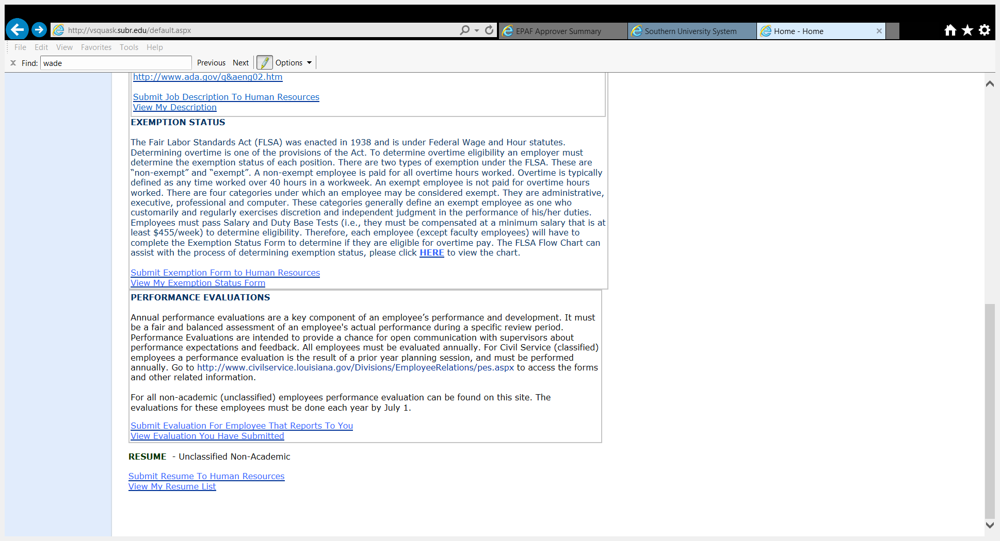 http://vsquask.subr.edu/default.aspx
EPAF Approver Summary
Southern University System
Home - Home
File Edit View Favorites Tools Help
x Find: wade Previous Next Options
http://www.ada.gov/q&aeng02.htm
Submit Job Description To Human Resources
View My Description
EXEMPTION STATUS
The Fair Labor Standards Act (FLSA) was enacted in 1938 and is under Federal Wage and Hour statutes.
Determining overtime is one of the provisions of the Act. To determine overtime eligibility an employer must
determine the exemption status of each position. There are two types of exemption under the FLSA. These are
“non-exempt” and “exempt”. A non-exempt employee is paid for all overtime hours worked. Overtime is typically
defined as any time worked over 40 hours in a workweek. An exempt employee is not paid for overtime hours
worked. There are four categories under which an employee may be considered exempt. They are administrative,
executive, professional and computer. These categories generally define an exempt employee as one who
customarily and regularly exercises discretion and independent judgment in the performance of his/her duties.
Employees must pass Salary and Duty Base Tests (i.e., they must be compensated at a minimum salary that is at
least $455/week) to determine eligibility. Therefore, each employee (except faculty employees) will have to
complete the Exemption Status Form to determine if they are eligible for overtime pay. The FLSA Flow Chart can
assist with the process of determining exemption status, please click HERE to view the chart.
Submit Exemption Form to Human Resources
View My Exemption Status Form
PERFORMANCE EVALUATIONS
Annual performance evaluations are a key component of an employee’s performance and development. It must
be a fair and balanced assessment of an employee's actual performance during a specific review period.
Performance Evaluations are intended to provide a chance for open communication with supervisors about
performance expectations and feedback. All employees must be evaluated annually. For Civil Service (classified)
employees a performance evaluation is the result of a prior year planning session, and must be performed
annually. Go to http://www.civilservice.louisiana.gov/Divisions/EmployeeRelations/pes.aspx to access the forms
and other related information.
For all non-academic (unclassified) employees performance evaluation can be found on this site. The
evaluations for these employees must be done each year by July 1.
Submit Evaluation For Employee That Reports To You
View Evaluation You Have Submitted
RESUME - Unclassified Non-Academic
Submit Resume To Human Resources
View My Resume List